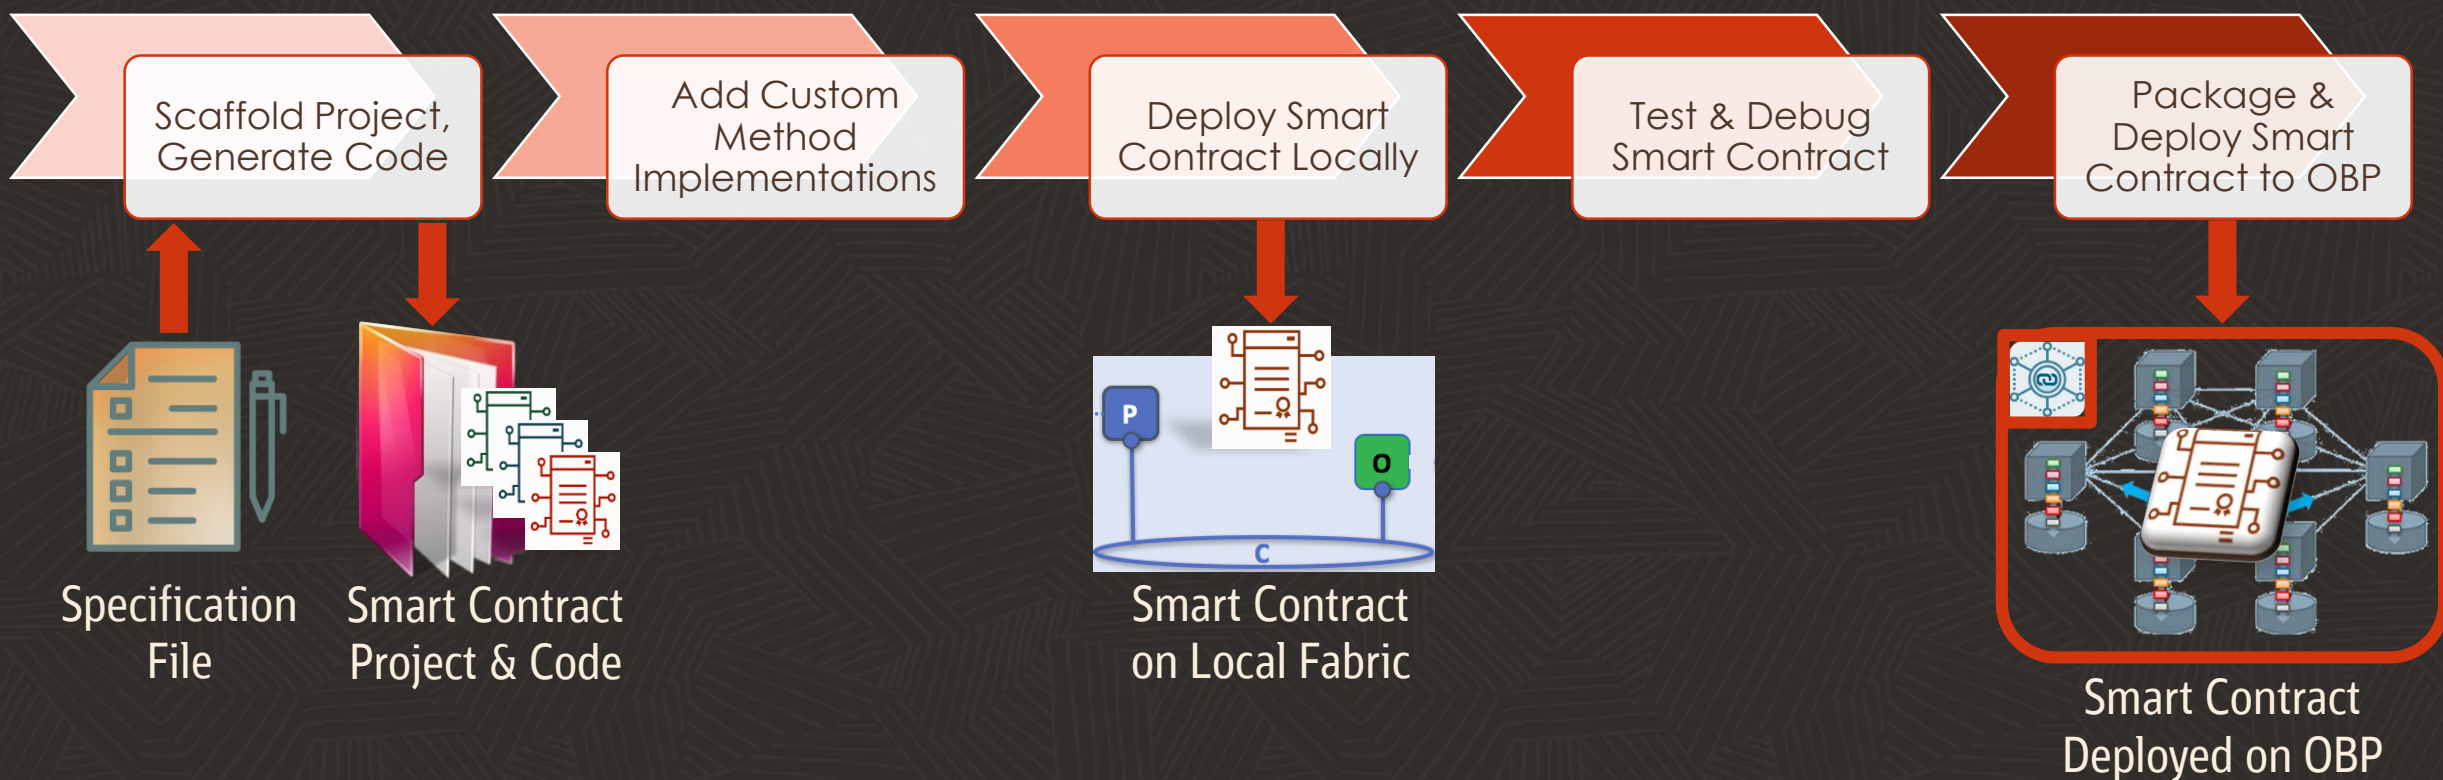 Scaffold Project,
Generate Code
Add Custom
Method
Implementations
Deploy Smart
Contract Locally
Test & Debug
Smart Contract
Package &
Deploy Smart
Contract to OBP
Specification
File
Smart Contract
Project & Code
P
O
C
Smart Contract
on Local Fabric
Smart Contract
Deployed on OBP